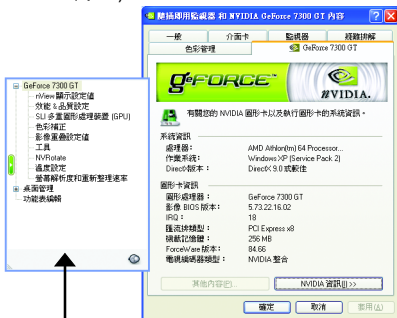 隨插即用監視器 和 NVIDIA GeForce 7300 GT 內容
一般
介面卡
監視器
疑難排解
色彩管理
GeForce 7300 GT
GeFORCE™
NVIDIA.
有關您的 NVIDIA 圖形卡以及執行圖形卡的系統資訊。
系統資訊
處理器： AMD Athlon(tm) 64 Processor...
作業系統： Windows XP (Service Pack 2)
DirectX版本： DirectX 9.0 或較佳
圖形卡資訊
圖形處理器： GeForce 7300 GT
影像 BIOS 版本： 5.73.22.16.02
IRQ： 18
匯流排類型： PCI Express x8
機載記憶體： 256 MB
ForceWare 版本： 84.66
電視編碼器類型： NVIDIA 整合
其他內容(P)...
NVIDIA 資訊(I) >>
確定
取消
套用(A)
GeForce 7300 GT
nView 顯示設定值
效能 & 品質設定
SLI 多重圖形處理裝置 (GPU)
色彩補正
影像重疊設定值
工具
NVRotate
溫度設定
螢幕解析度和重新整理速率
桌面管理
功能表編輯